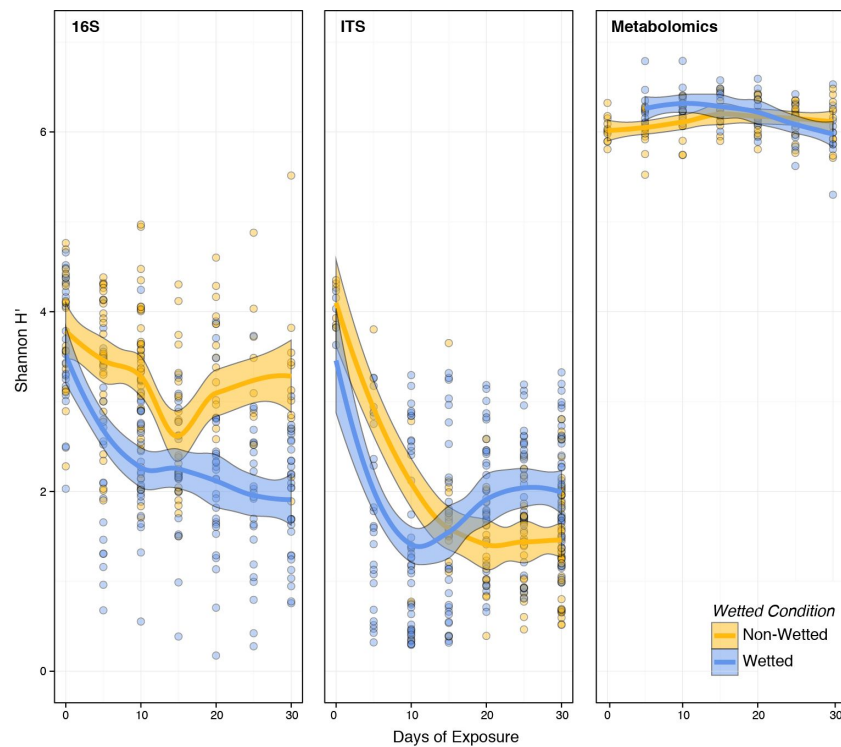 16S
ITS
Metabolomics
Shannon H'
6
4
2
0
0 10 20 30
0 10 20 30
0 10 20 30
Days of Exposure
Wetted Condition
Non-Wetted
Wetted